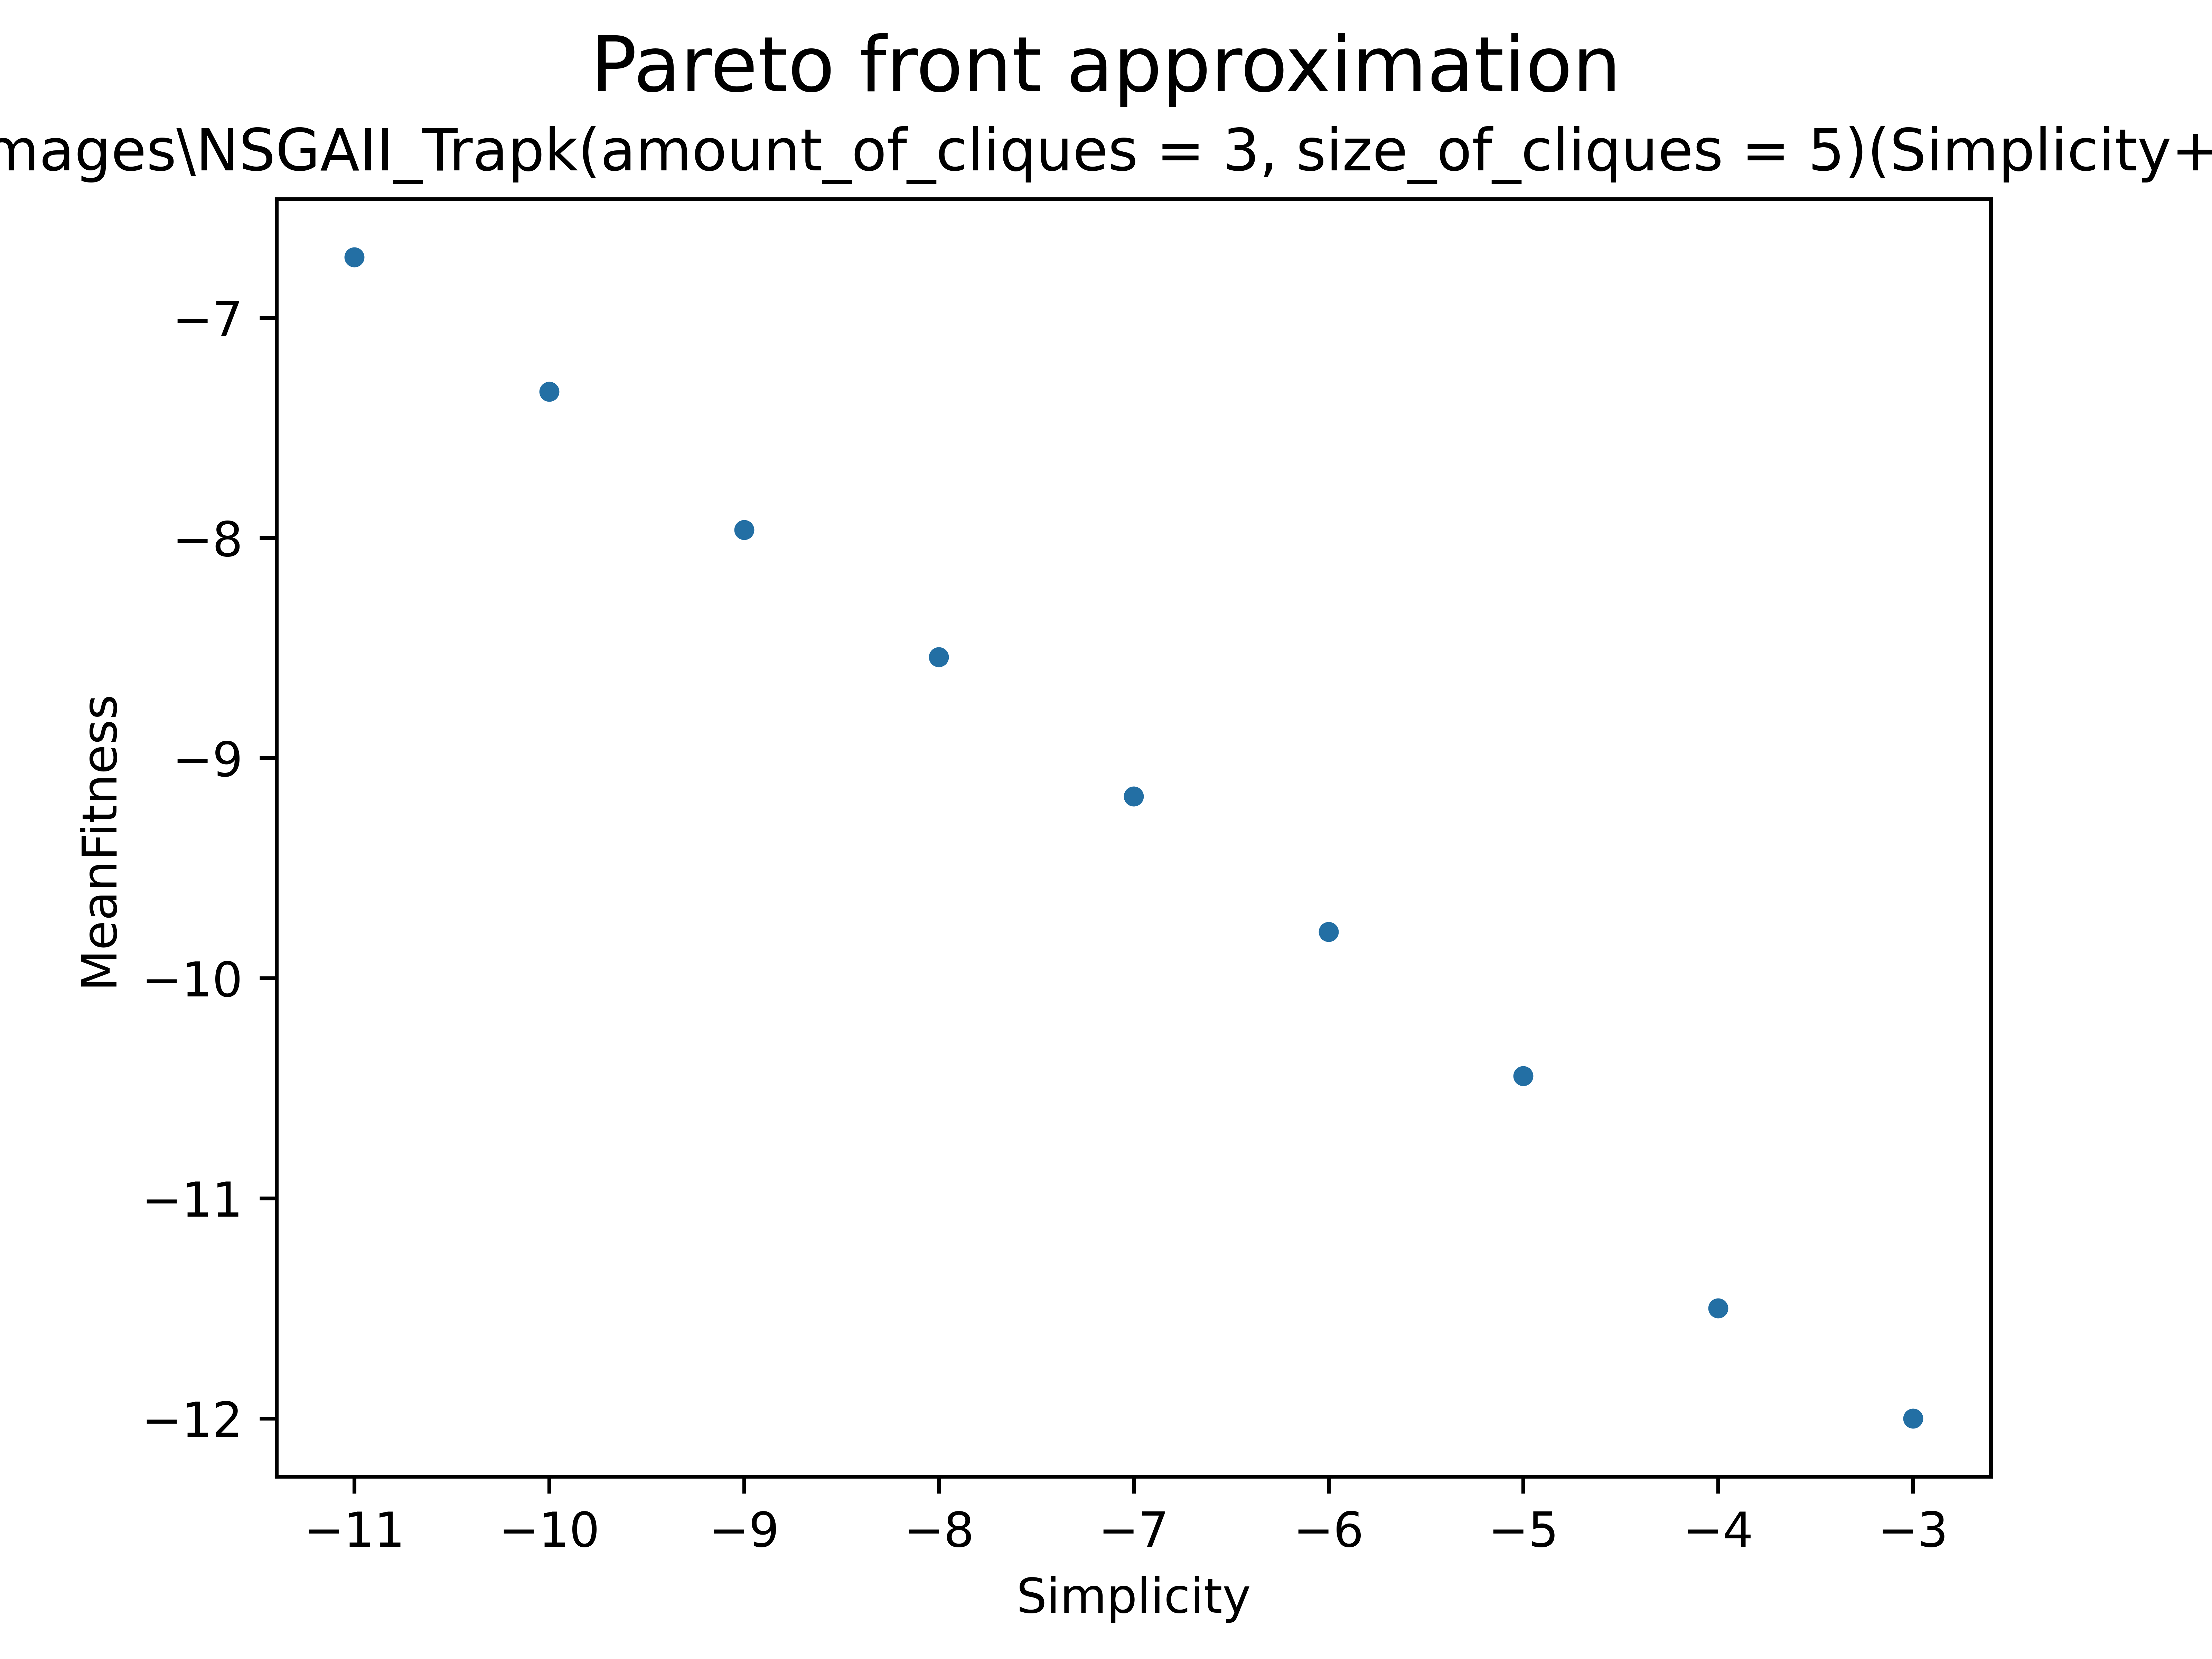 Pareto front approximation
mages\NSGAII_Trapk(amount_of_cliques = 3, size_of_cliques = 5)(Simplicity+
−7
−8
−9
−10
−11
−12
MeanFitness
−11 −10 −9 −8 −7 −6 −5 −4 −3
Simplicity